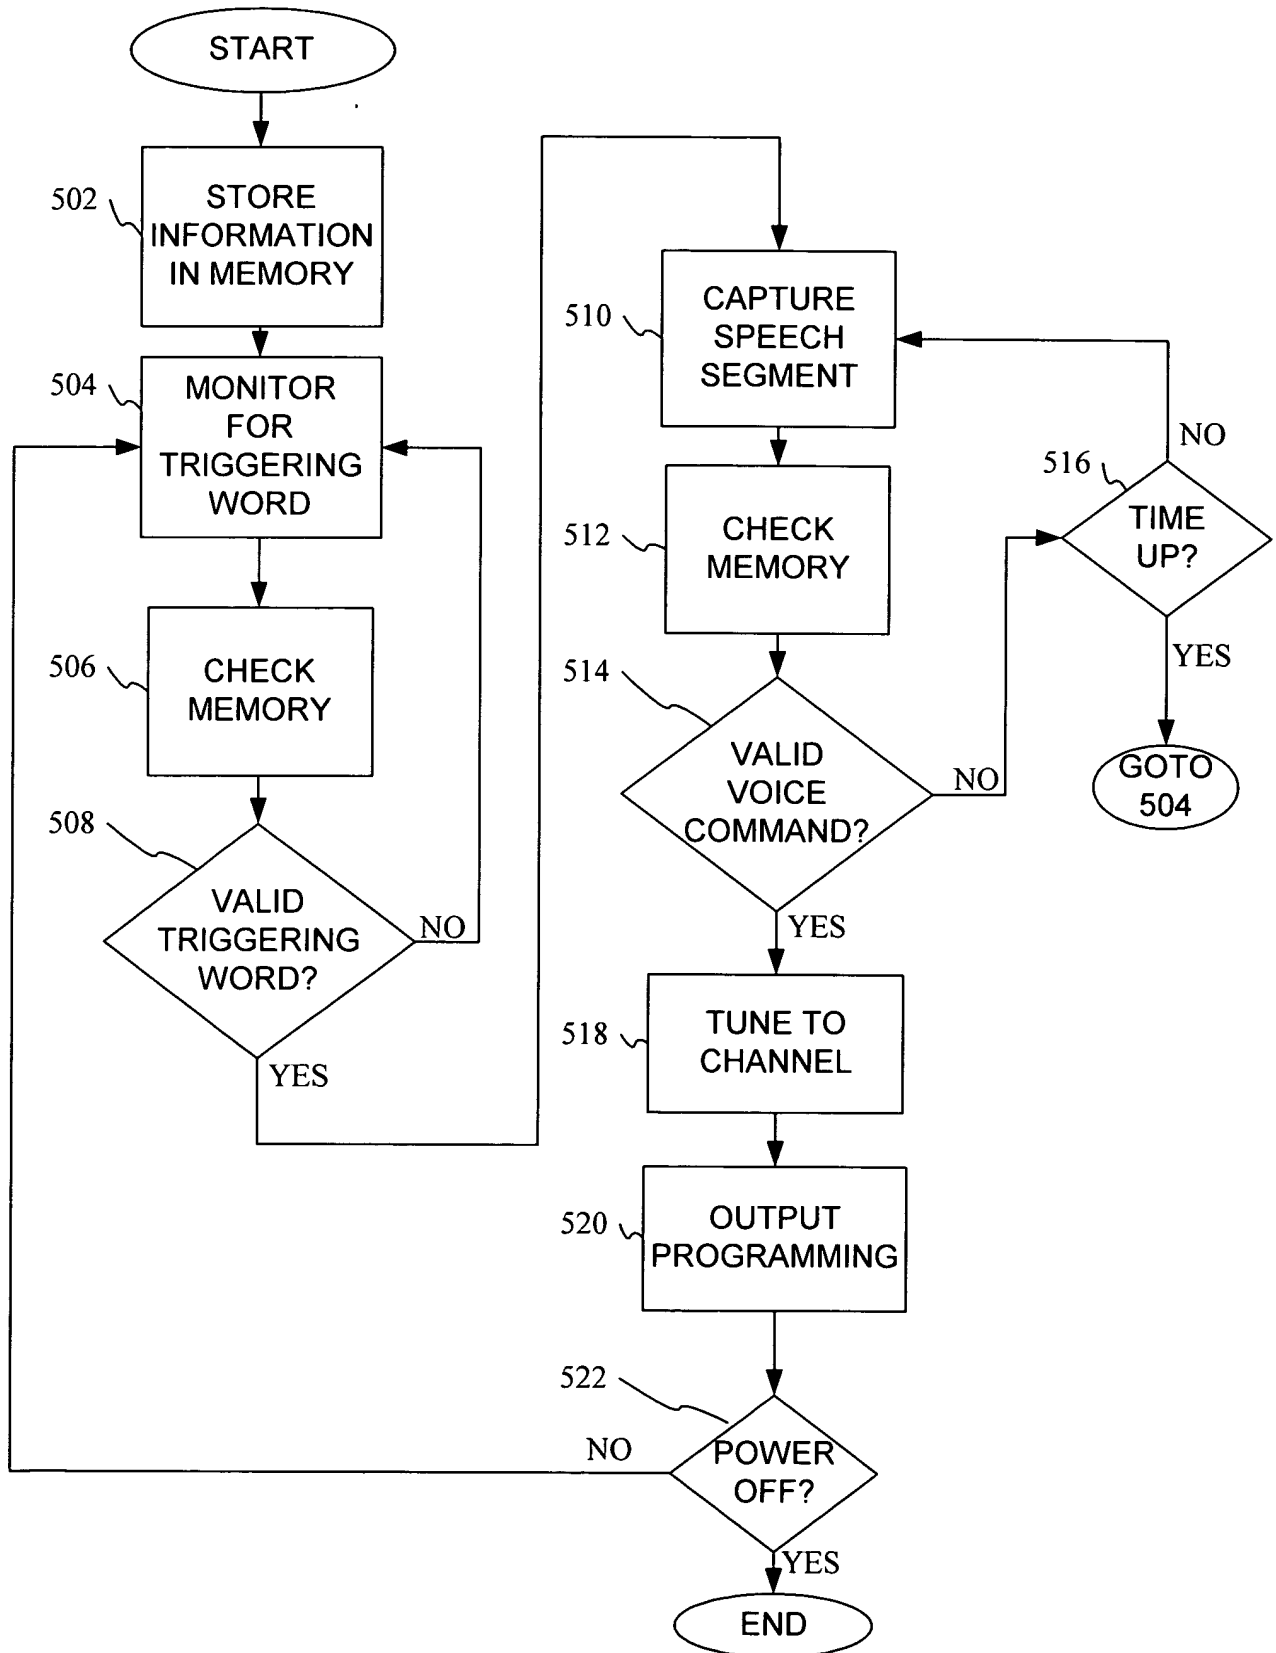 START
502
STORE
INFORMATION
IN MEMORY
504
MONITOR
FOR
TRIGGERING
WORD
506
CHECK
MEMORY
508
VALID
TRIGGERING
WORD?
NO
YES
510
CAPTURE
SPEECH
SEGMENT
512
CHECK
MEMORY
514
VALID
VOICE
COMMAND?
NO
YES
516
TIME
UP?
NO
YES
GOTO
504
518
TUNE TO
CHANNEL
520
OUTPUT
PROGRAMMING
522
POWER
OFF?
NO
YES
END